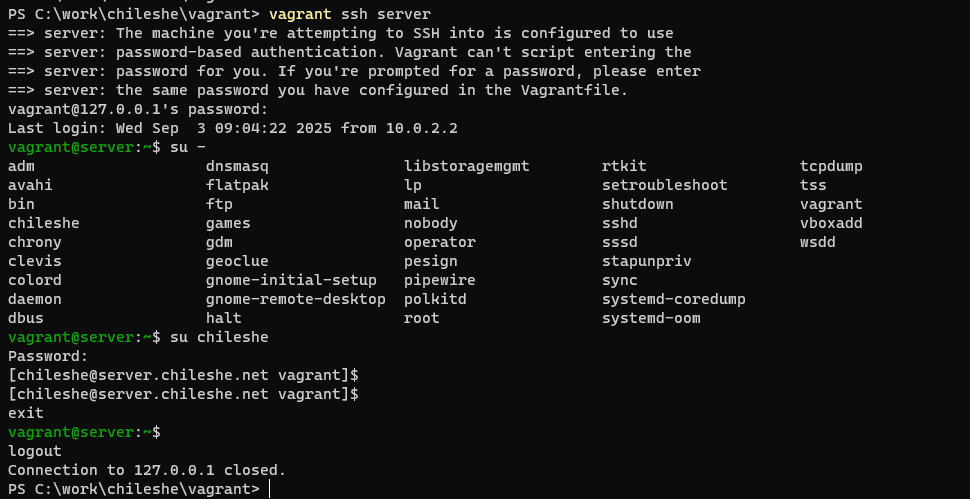 PS C:\work\chileshe\vagrant> vagrant ssh server
==> server: The machine you're attempting to SSH into is configured to use
==> server: password-based authentication. Vagrant can't script entering the
==> server: password for you. If you're prompted for a password, please enter
==> server: the same password you have configured in the Vagrantfile.
vagrant@127.0.0.1's password:
Last login: Wed Sep  3 09:04:22 2025 from 10.0.2.2
vagrant@server:~$ su -
adm dnsmasq libstoragemgmt rtkit tcpdump
avahi flatpak lp setroubleshoot tss
bin ftp mail shutdown vagrant
chileshe games nobody sshd vboxadd
chrony gdm operator sssd wsdd
clevis geoclue pesign stapunpriv
colord gnome-initial-setup pipewire sync
daemon gnome-remote-desktop polkitd systemd-coredump
dbus halt root systemd-oom
vagrant@server:~$ su chileshe
Password:
[chileshe@server.chileshe.net vagrant]$
[chileshe@server.chileshe.net vagrant]$
exit
vagrant@server:~$
logout
Connection to 127.0.0.1 closed.
PS C:\work\chileshe\vagrant>